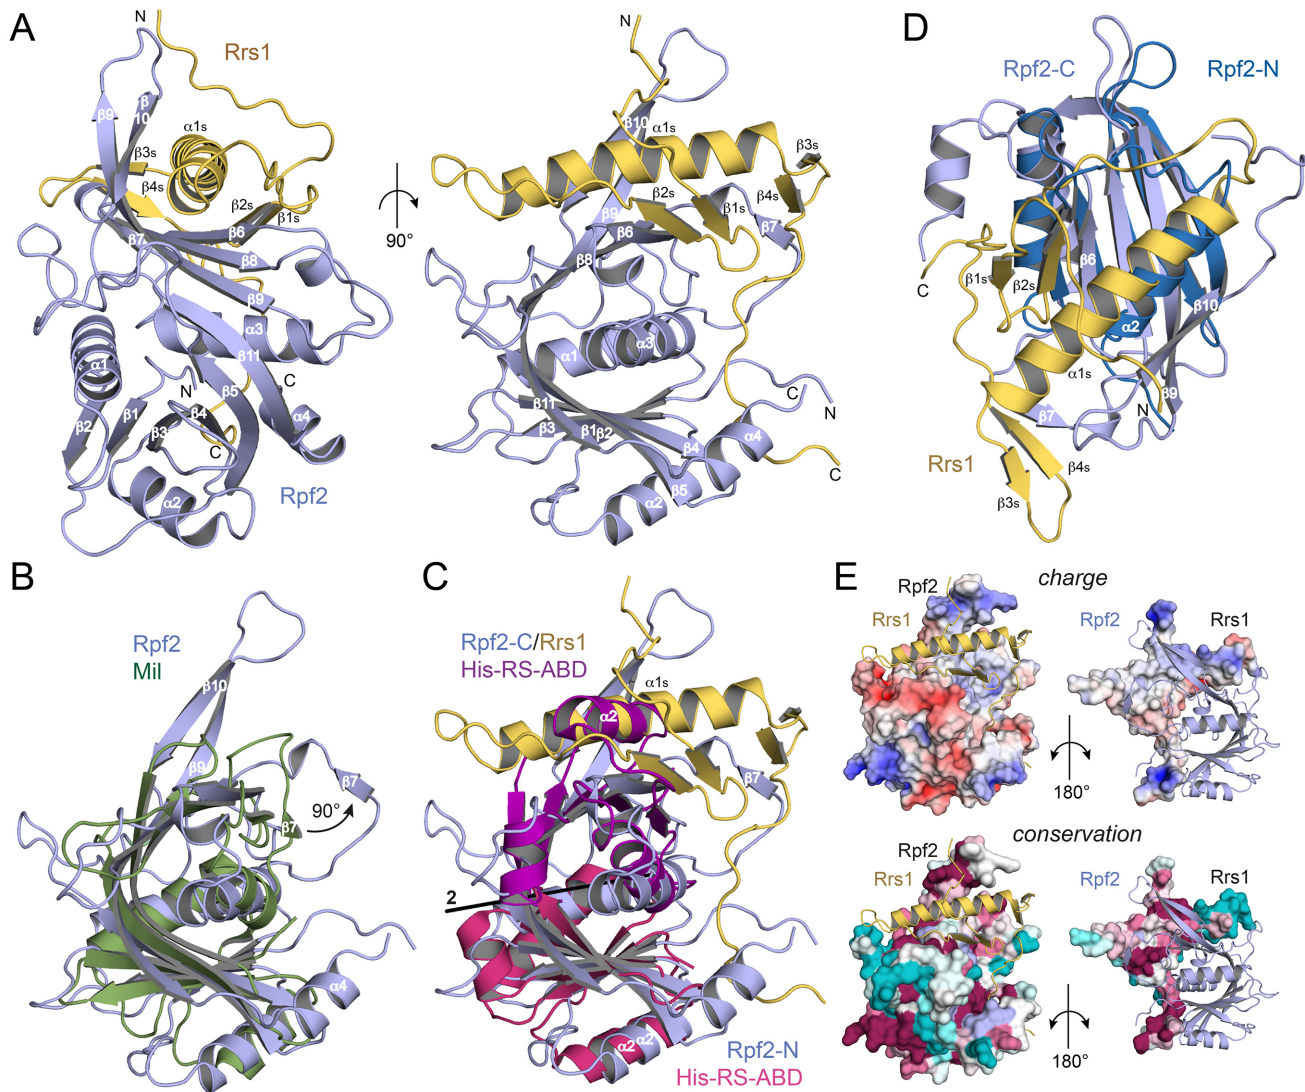 A
N
Rrs1
β9
β
10
α1s
β3s
β4s
β2s
β1s
β7
β6
β8
β9
α3
β11
α1
N
C
β5
β2
β1
β4
β3
α4
C
α2
Rpf2
90°
N
β10
α1s
β3s
β2s
β4s
β1s
β9
β7
β6
β8
α1
α3
C
N
β11
β3
β1
β2
α4
β4
C
β5
α2
D
Rpf2-C
Rpf2-N
β6
β1s
β2s
C
β10
α2
α1s
β9
N
β7
Rrs1
β4s
β3s
B
Rpf2
Mil
β10
β9
β7
β7
90°
α4
C
Rpf2-C/Rrs1
His-RS-ABD
α1s
α2
β7
2
α2
α2
Rpf2-N
His-RS-ABD
E
charge
Rpf2
Rrs1
Rpf2
Rrs1
180°
conservation
Rpf2
Rrs1
Rpf2
Rrs1
180°